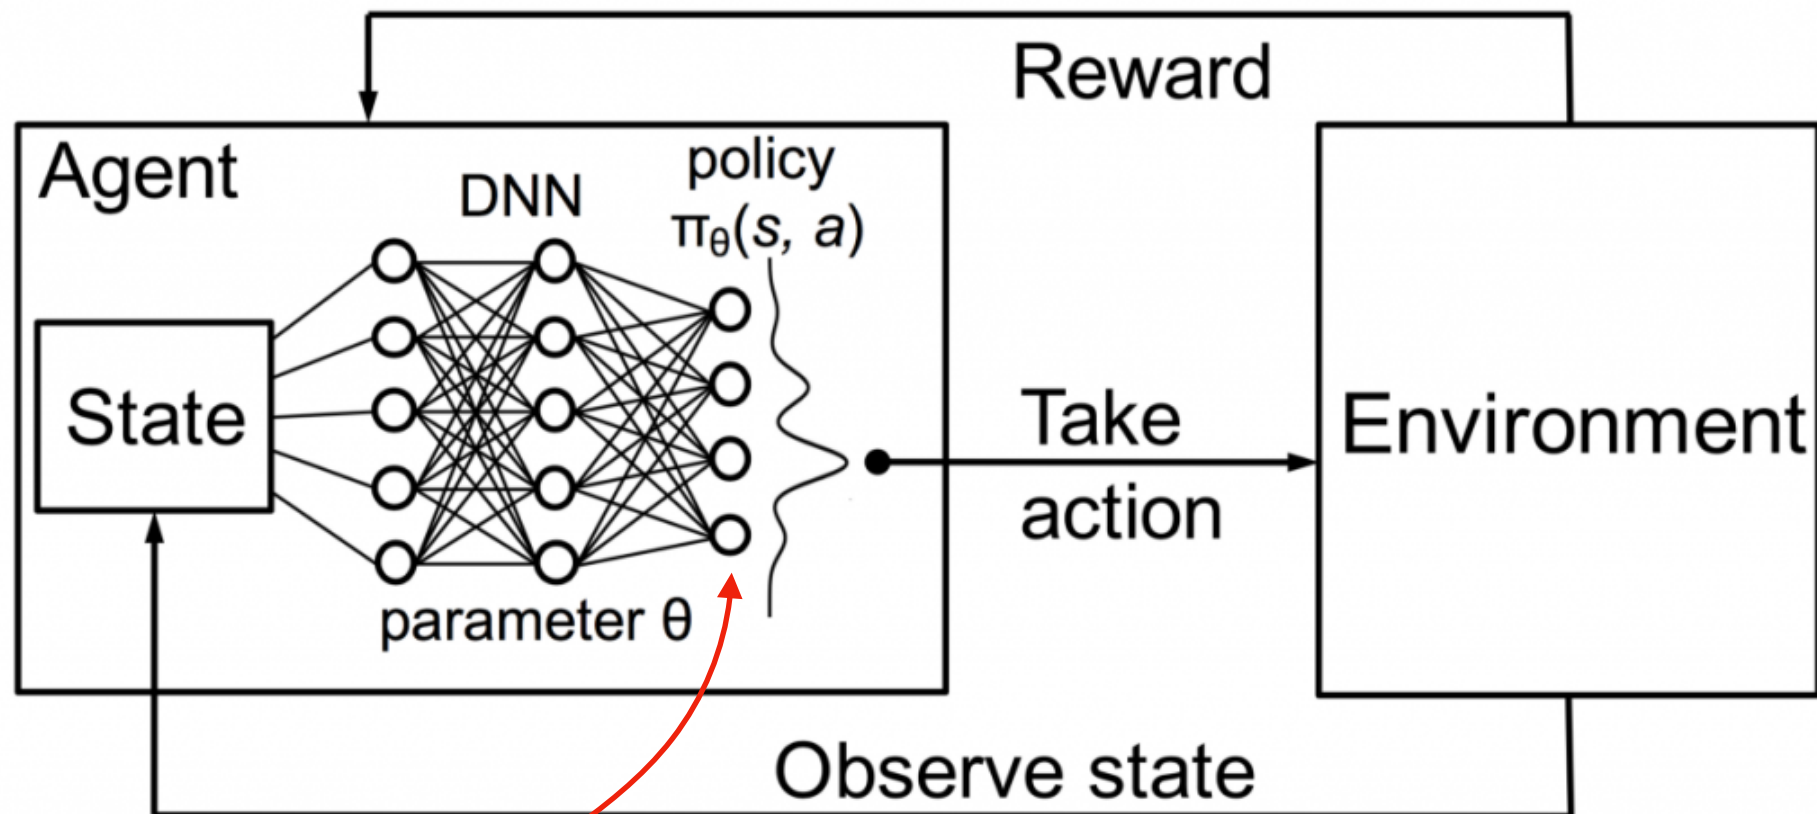 Reward
Agent
DNN
policy
πθ(s, a)
State
Take
action
Environment
parameter θ
Observe state